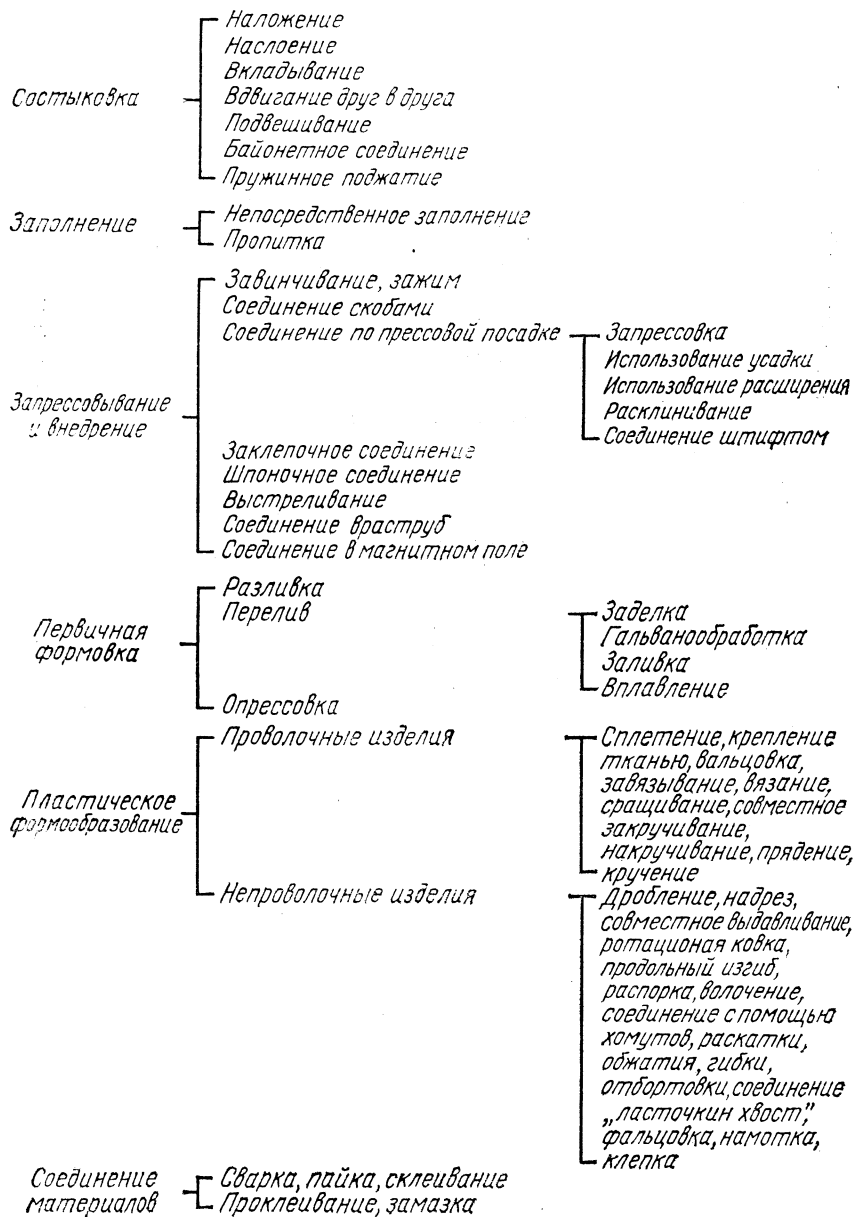 Состыковка
Наложение
Наслоение
Вкладывание
Вдвигание друг в друга
Подвешивание
Байонетное соединение
Пружинное поджатие
Заполнение
Непосредственное заполнение
Пропитка
Запрессовывание
и внедрение
Завинчивание, зажим
Соединение скобами
Соединение по прессовой посадке
Запрессовка
Использование усадки
Использование расширения
Расклинивание
Соединение штифтом
Заклепочное соединение
Шпоночное соединение
Выстреливание
Соединение враструб
Соединение в магнитном поле
Первичная
формовка
Разливка
Перелив
Заделка
Гальванообработка
Заливка
Вплавление
Опрессовка
Пластическое
формообразование
Проволочные изделия
Сплетение, крепление
тканью, вальцовка,
завязывание, вязание,
сращивание, совместное
закручивание,
накручивание, прядение,
кручение
Непроволочные изделия
Дробление, надрез,
совместное выдавливание,
ротационая ковка,
продольный изгиб,
распорка, волочение,
соединение с помощью
хомутов, раскатки,
обжатия, гибки,
отбортовки, соединение
„ласточкин хвост",
фальцовка, намотка,
клепка
Соединение
материалов
Сварка, пайка, склеивание
Проклеивание, замазка